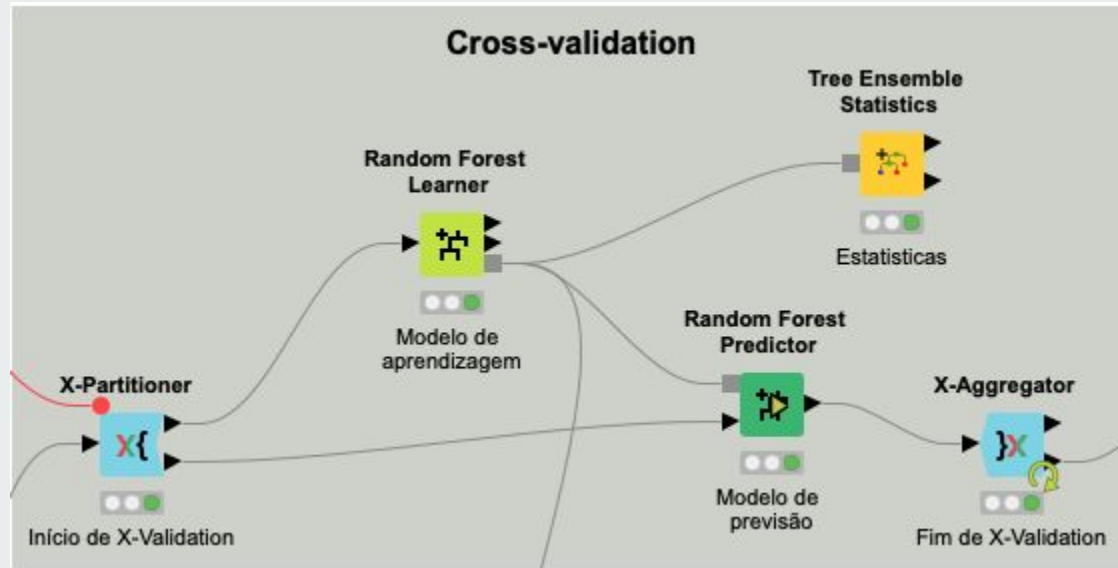 Cross-validation
Tree Ensemble
Statistics
Estatisticas
Random Forest
Learner
Modelo de
aprendizagem
Random Forest
Predictor
Modelo de
previsão
X-Partitioner
X{
Início de X-Validation
X-Aggregator
}X
Fim de X-Validation